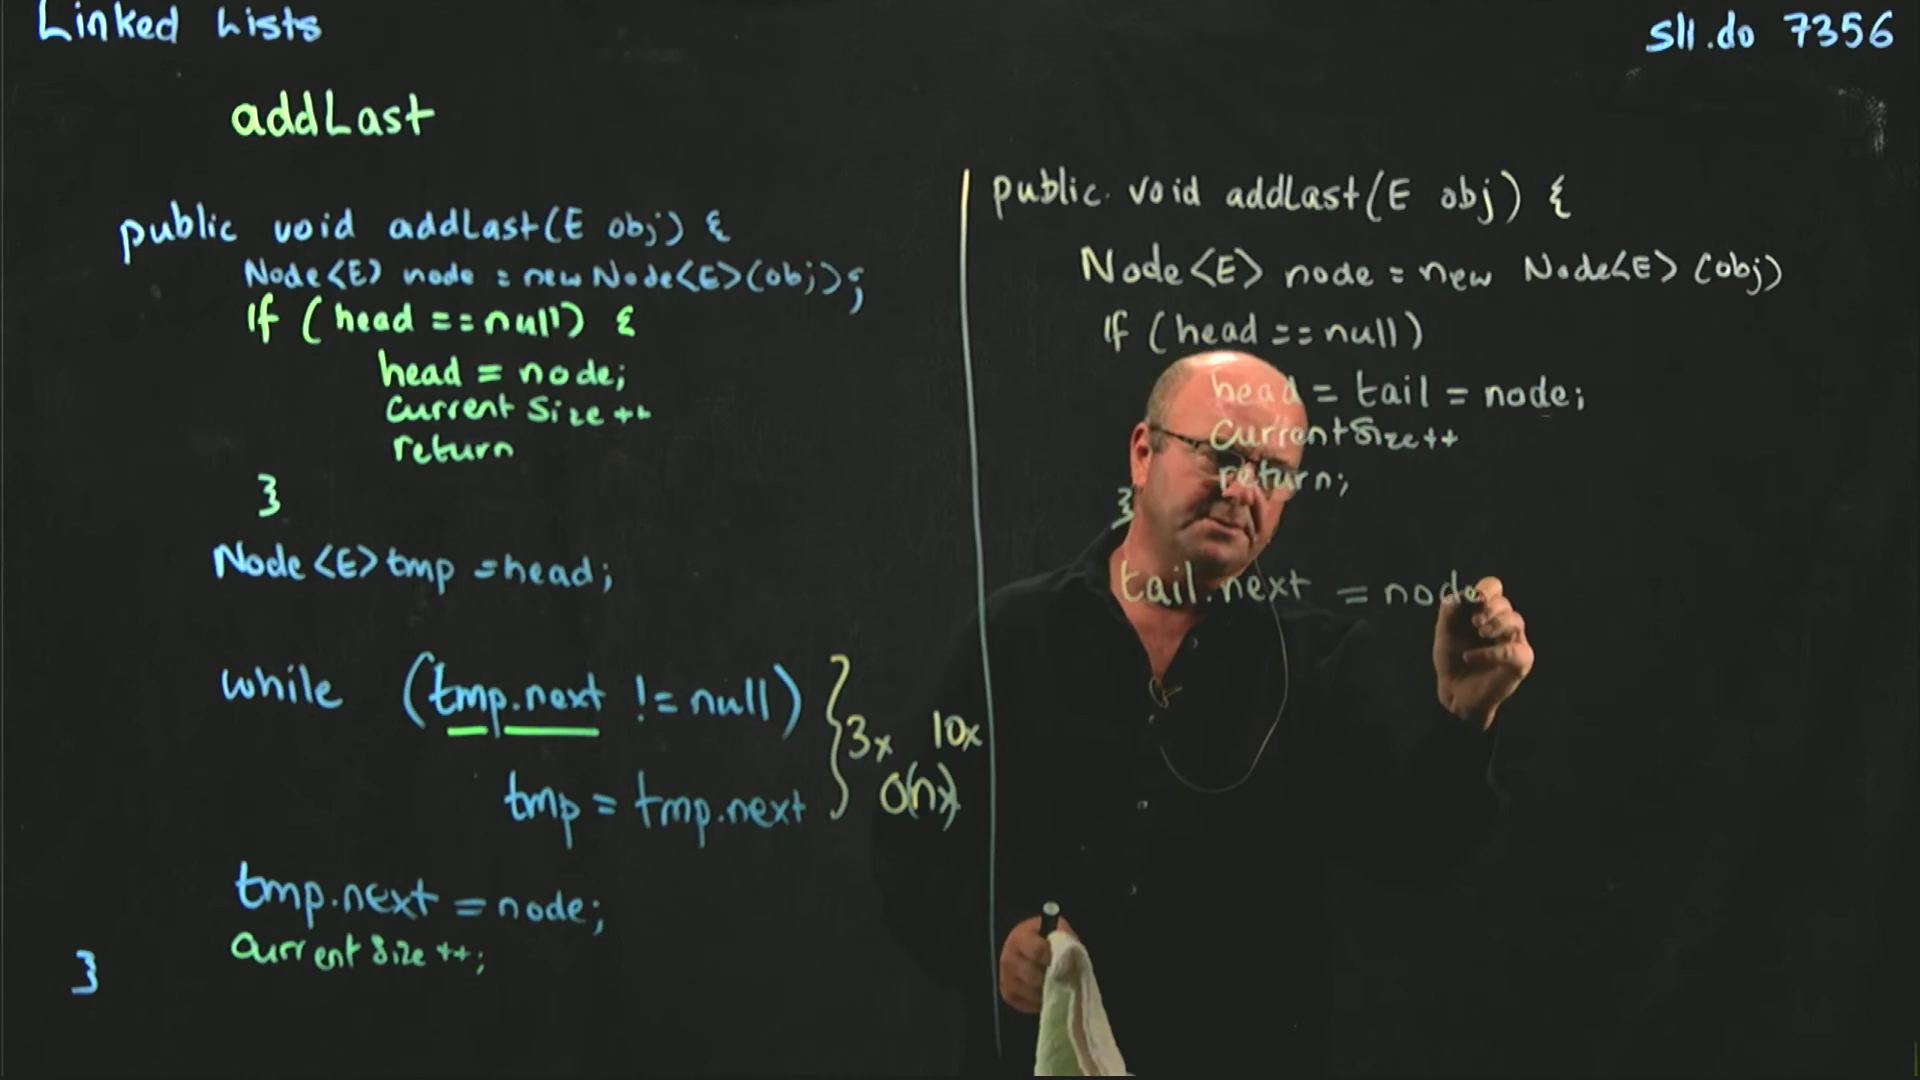 Linked Lists
sli.do 7356
addLast
public void addLast(E obj) {
Node<E> node = new Node<E>(obj);
If (head == null) {
head = node;
Current Size ++
return
}
Node<E> tmp = head;
while (tmp.next != null)
tmp = tmp.next
} 3x 10x
O(n)
tmp.next = node;
Current Size ++;
}
public void addLast(E obj) {
Node<E> node = new Node<E>(obj)
If (head == null)
head = tail = node;
CurrentSize++
return;
}
tail.next = node